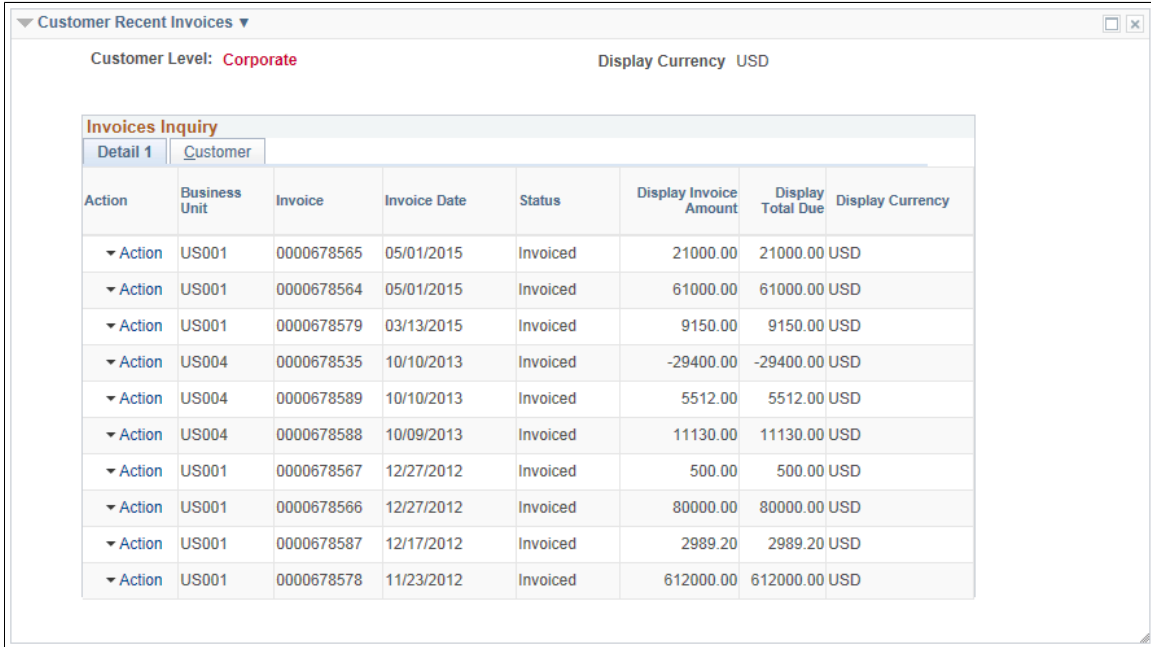 Customer Recent Invoices
Customer Level: Corporate Display Currency USD
Invoices Inquiry
Detail 1 Customer
Action Business Unit Invoice Invoice Date Status Display Invoice Amount Display Total Due Display Currency
Action US001 0000678565 05/01/2015 Invoiced 21000.00 21000.00 USD
Action US001 0000678564 05/01/2015 Invoiced 61000.00 61000.00 USD
Action US001 0000678579 03/13/2015 Invoiced 9150.00 9150.00 USD
Action US004 0000678535 10/10/2013 Invoiced -29400.00 -29400.00 USD
Action US004 0000678589 10/10/2013 Invoiced 5512.00 5512.00 USD
Action US004 0000678588 10/09/2013 Invoiced 11130.00 11130.00 USD
Action US001 0000678567 12/27/2012 Invoiced 500.00 500.00 USD
Action US001 0000678566 12/27/2012 Invoiced 80000.00 80000.00 USD
Action US001 0000678587 12/17/2012 Invoiced 2989.20 2989.20 USD
Action US001 0000678578 11/23/2012 Invoiced 612000.00 612000.00 USD